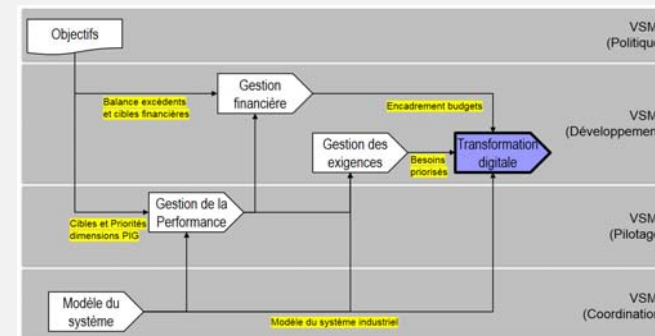 Objectifs
VSM
(Politique
Gestion
financière
Balance excédents
et cibles financières
Encadrement budgets
VSM
(Développement
Gestion des
exigences
Besoins
priorisés
Transformation
digitale
Gestion de la
Performance
Cibles et Priorités
dimensions PIG
VSM
(Pilotage
Modèle du
système
Modèle du système industriel
VSM
(Coordination